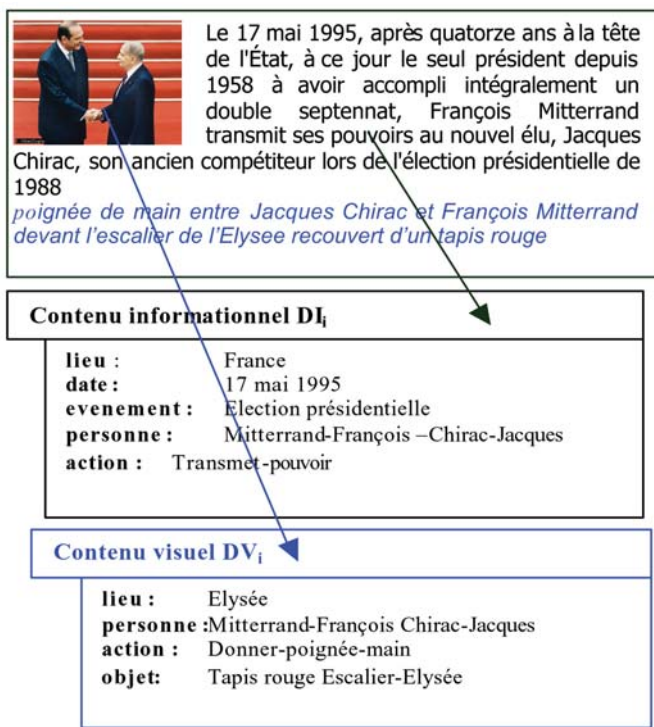 Le 17 mai 1995, après quatorze ans à la tête
de l'État, à ce jour le seul président depuis
1958 à avoir accompli intégralement un
double septennat, François Mitterrand
transmit ses pouvoirs au nouvel élu, Jacques
Chirac, son ancien compétiteur lors de l'élection présidentielle de
1988
poignée de main entre Jacques Chirac et François Mitterrand
devant l'escalier de l'Elysee recouvert d'un tapis rouge
Contenu informationnel DIi
lieu : France
date : 17 mai 1995
evenement : Election présidentielle
personne : Mitterrand-François –Chirac-Jacques
action : Transmet-pouvoir
Contenu visuel DVi
lieu : Elysée
personne :Mitterrand-François Chirac-Jacques
action : Donner-poignée-main
objet: Tapis rouge Escalier-Elysée